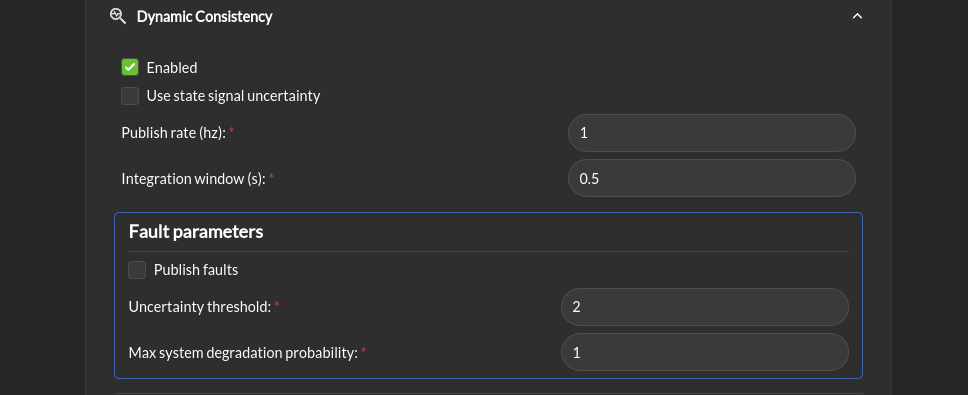 Dynamic Consistency
Enabled
Use state signal uncertainty
Publish rate (hz): * 1
Integration window (s): * 0.5
Fault parameters
Publish faults
Uncertainty threshold: * 2
Max system degradation probability: * 1